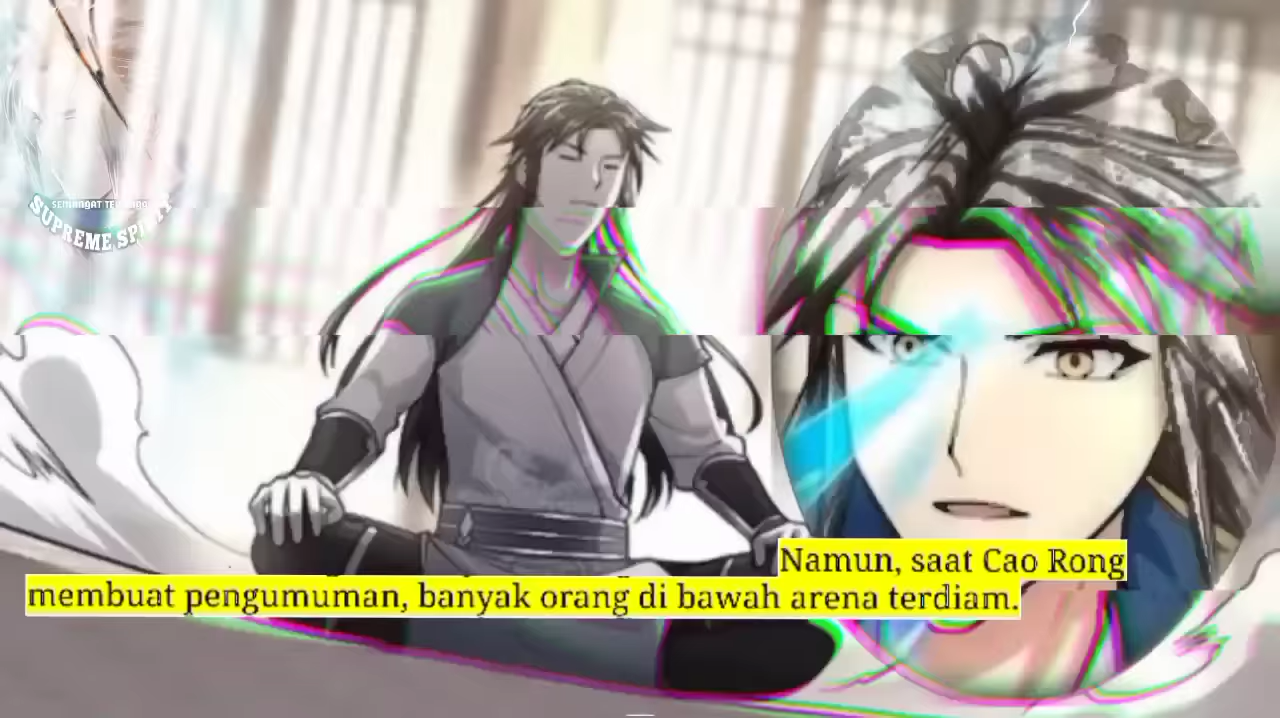 SUPREME SPIRIT
Namun, saat Cao Rong
membuat pengumuman, banyak orang di bawah arena terdiam.